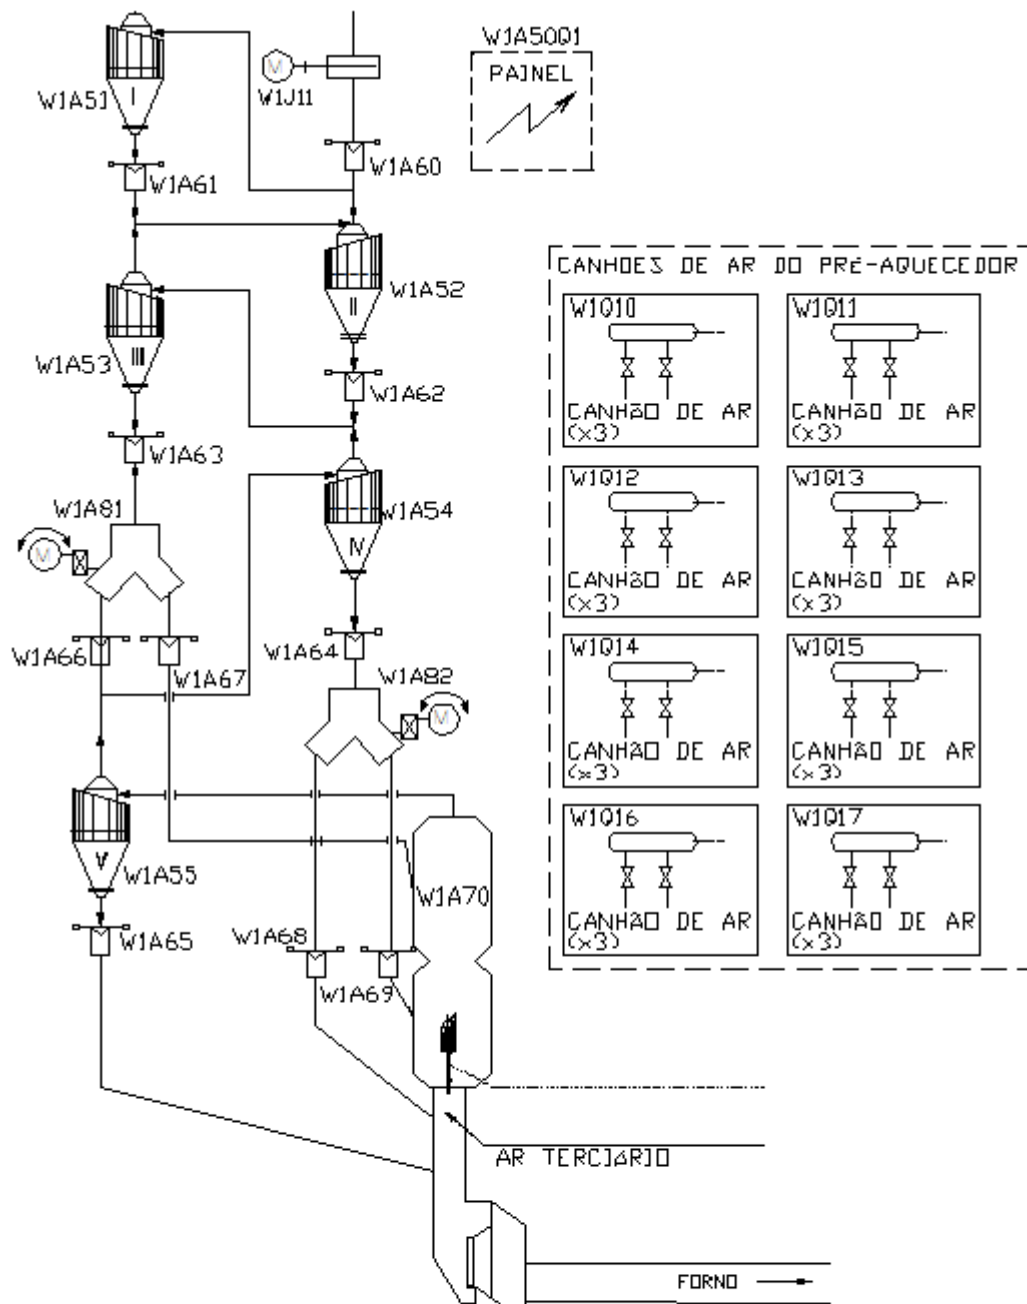 W1A50Q1
PAINEL
I
M
W1J11
W1A51
W1A60
W1A61
W1A52
II
CANHOES DE AR DO PRÉ-AQUECEDOR
W1Q10
W1Q11
CANHÃO DE AR
(x3)
CANHÃO DE AR
(x3)
III
W1A53
W1A62
W1A63
W1Q12
W1Q13
CANHÃO DE AR
(x3)
CANHÃO DE AR
(x3)
W1A81
W1A54
M
IV
W1A66
W1A67
W1A64
W1A82
M
W1Q14
W1Q15
CANHÃO DE AR
(x3)
CANHÃO DE AR
(x3)
V
W1A55
W1A70
W1Q16
W1Q17
CANHÃO DE AR
(x3)
CANHÃO DE AR
(x3)
W1A65
W1A68
W1A69
AR TERCIÁRIO
FORNO